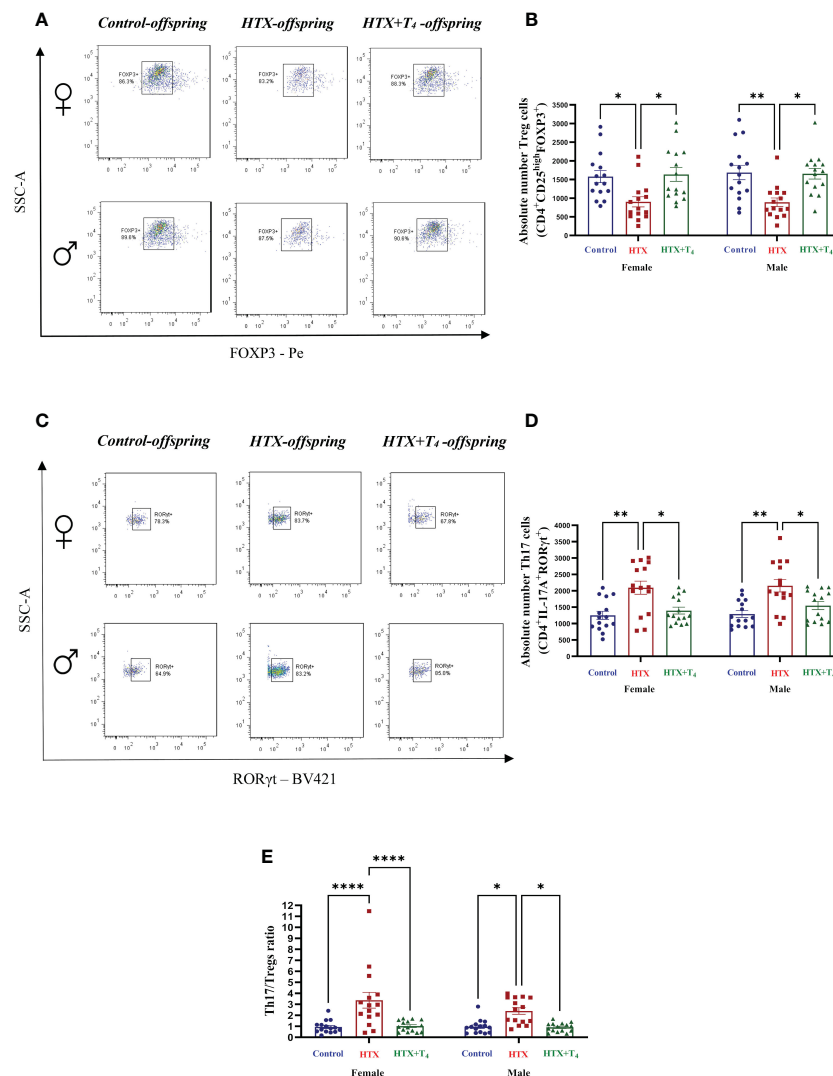 A
Control-offspring HTX-offspring HTX+T4 -offspring
♀
FOXP3+
86.3%
FOXP3+
83.2%
FOXP3+
88.3%
♂
FOXP3+
FOXP3+
87.5%
FOXP3+
90.6%
SSC-A
FOXP3 - Pe
B
Absolute number Treg cells
(CD4+CD25highFOXP3+)
3500
3000
2500
2000
1500
1000
500
0
* * ** *
Control HTX HTX+T4 Control HTX HTX+T4
Female Male
C
Control-offspring HTX-offspring HTX+T4 -offspring
♀
RORγt+
78.3%
RORγt+
83.7%
RORγt+
67.8%
♂
RORγt+
64.9%
RORγt+
83.2%
RORγt+
85.0%
SSC-A
RORγt – BV421
D
Absolute number Th17 cells
(CD4+IL-17A+RORγt+)
4000
3500
3000
2500
2000
1500
1000
500
0
** * ** *
Control HTX HTX+T4 Control HTX
Female Male
E
Th17/Tregs ratio
12
11
10
9
8
7
6
5
4
3
2
1
0
**** **** * *
Control HTX HTX+T4 Control HTX HTX+T4
Female Male